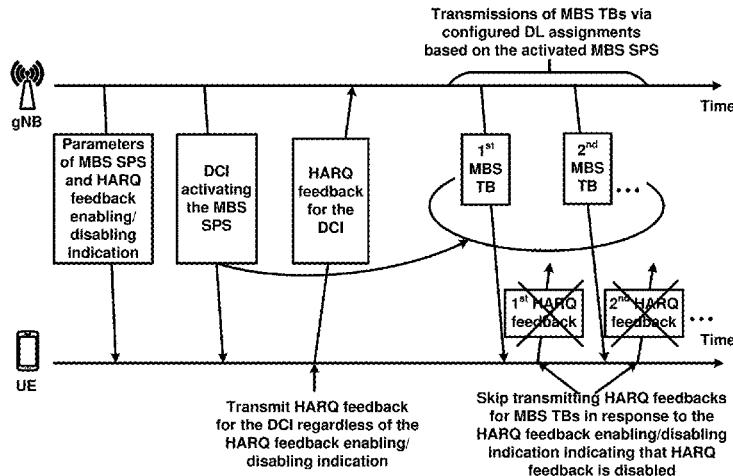 Transmissions of MBS TBs via
configured DL assignments
based on the activated MBS SPS
gNB
Time
Parameters
of MBS SPS
and HARQ
feedback
enabling/
disabling
indication
DCI
activating
the MBS
SPS
HARQ
feedback
for the
DCI
1st
MBS
TB
2nd
MBS
TB
...
1st HARQ
feedback
2nd HARQ
feedback
...
Time
UE
Transmit HARQ feedback
for the DCI regardless of the
HARQ feedback enabling/
disabling indication
Skip transmitting HARQ feedbacks
for MBS TBs in response to the
HARQ feedback enabling/disabling
indication indicating that HARQ
feedback is disabled